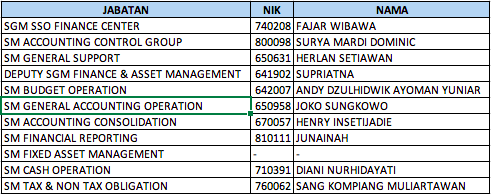 JABATAN NIK NAMA
SGM SSO FINANCE CENTER 740208 FAJAR WIBAWA
SM ACCOUNTING CONTROL GROUP 800098 SURYA MARDI DOMINIC
SM GENERAL SUPPORT 650631 HERLAN SETIAWAN
DEPUTY SGM FINANCE & ASSET MANAGEMENT 641902 SUPRIATNA
SM BUDGET OPERATION 642007 ANDY DZULHIDWIK AYOMAN YUNIAR
SM GENERAL ACCOUNTING OPERATION 650958 JOKO SUNGKOWO
SM ACCOUNTING CONSOLIDATION 670057 HENRY INSETIJADIE
SM FINANCIAL REPORTING 810111 JUNAINAH
SM FIXED ASSET MANAGEMENT - -
SM CASH OPERATION 710391 DIANI NURHIDAYATI
SM TAX & NON TAX OBLIGATION 760062 SANG KOMPIANG MULIARTAWAN